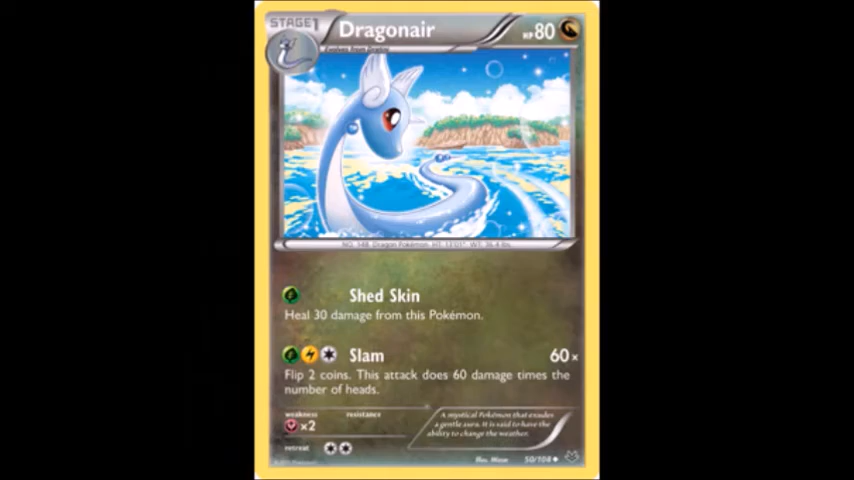 STAGE1
Dragonair
HP80
Evolves from Dratini
NO. 148 Dragon Pokémon HT: 13'01" WT: 36.4 lbs.
Shed Skin
Heal 30 damage from this Pokémon.
Slam 60×
Flip 2 coins. This attack does 60 damage times the
number of heads.
weakness resistance
×2
retreat
A mystical Pokémon that exudes
a gentle aura. It is said to have the
ability to change the weather.
Illus.
50/108